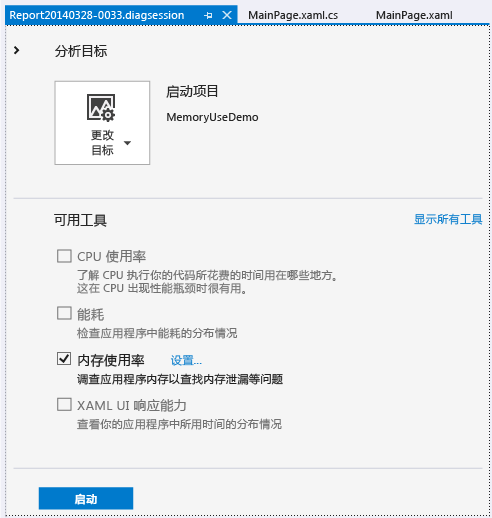 Report20140328-0033.diagsession MainPage.xaml.cs MainPage.xaml
分析目标
更改
目标
启动项目
MemoryUseDemo
可用工具 显示所有工具
CPU 使用率
了解 CPU 执行你的代码所花费的时间用在哪些地方。
这在 CPU 出现性能瓶颈时很有用。
能耗
检查应用程序中能耗的分布情况
内存使用率 设置...
调查应用程序内存以查找内存泄漏等问题
XAML UI 响应能力
查看你的应用程序中所用时间的分布情况
启动